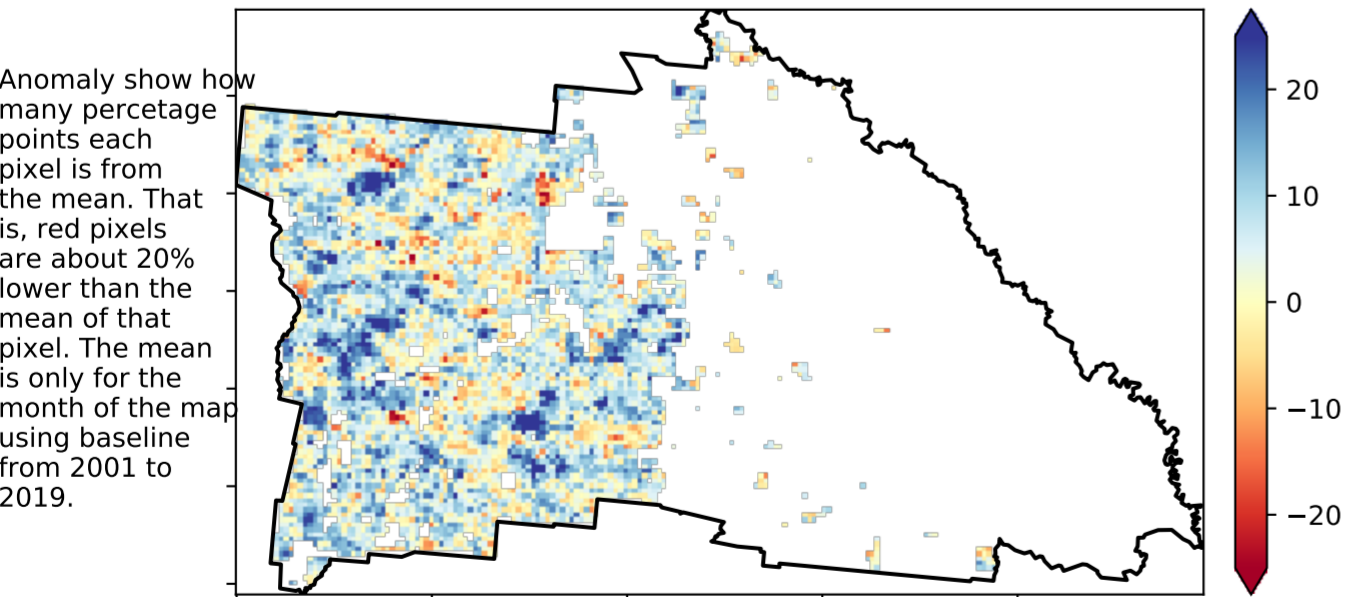 Anomaly show how
many percetage
points each
pixel is from
the mean. That
is, red pixels
are about 20%
lower than the
mean of that
pixel. The mean
is only for the
month of the map
using baseline
from 2001 to
2019.
20
10
0
−10
−20